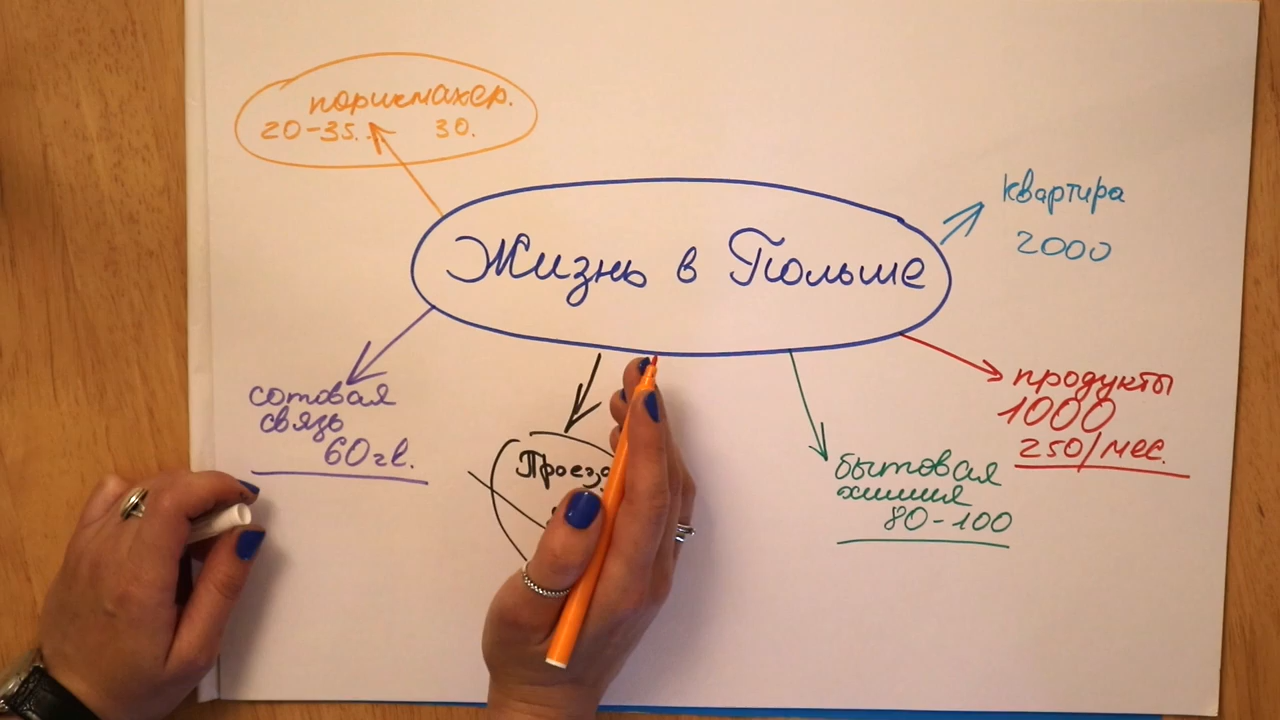 парикмахер.
20-35. 30.
Жизнь в Польше
квартира
2000
продукты
1000
250/мес.
бытовая
химия
80-100
сотовая
связь
60zł.